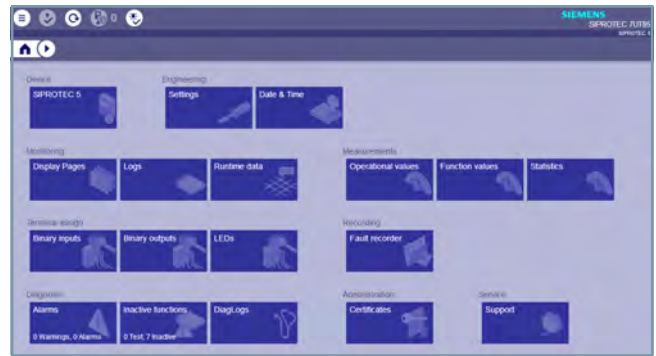 0
SIEMENS
SIPROTEC 7UT85
SIPROTEC 5
Device
Engineering
SIPROTEC 5
Settings
Date & Time
Monitoring
Measurements
Display Pages
Logs
Runtime data
Operational values
Function values
Statistics
Terminal assign
Recording
Binary inputs
Binary outputs
LEDs
Fault recorder
Diagnosis
Administration
Service
Alarms
0 Warnings, 0 Alarms
Inactive functions
0 Test, 7 Inactive
DiagLogs
Certificates
Support